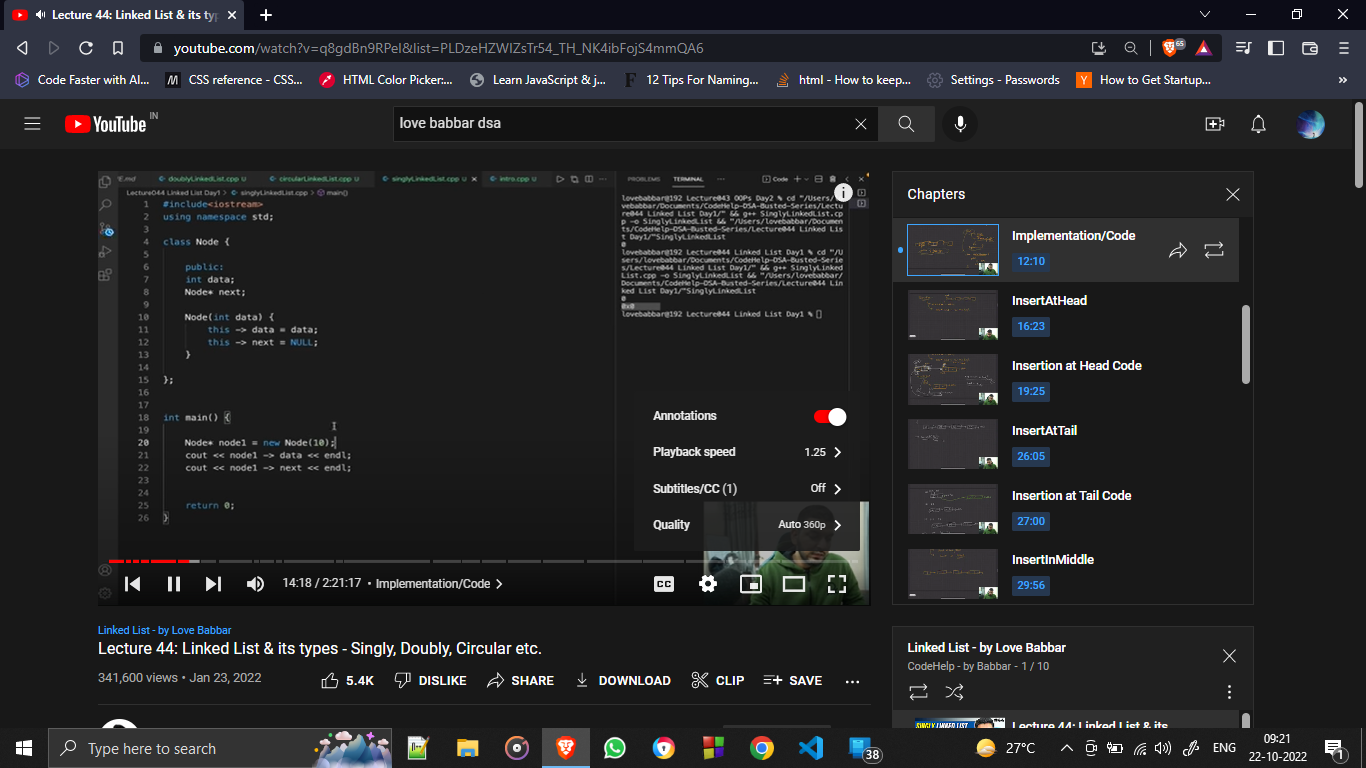 Lecture 44: Linked List & its typ
youtube.com/watch?v=q8gdBn9RPeI&list=PLDzeHZWIZsTr54_TH_NK4ibFojS4mmQA6
65
Code Faster with AI...
CSS reference - CSS...
HTML Color Picker:...
Learn JavaScript & j...
12 Tips For Naming...
html - How to keep...
Settings - Passwords
How to Get Startup...
»
YouTube IN
love babbar dsa
doublyLinkedList.cpp U
circularLinkedList.cpp U
singlyLinkedList.cpp U
intro.cpp U
Lecture044 Linked List Day1 > singlyLinkedList.cpp > main()
1 #include<iostream>
2 using namespace std;
3
4 class Node {
5
6 public:
7 int data;
8 Node* next;
9
10 Node(int data) {
11 this -> data = data;
12 this -> next = NULL;
13 }
14
15 };
16
17
18 int main() {
19
20 Node* node1 = new Node(10);
21 cout << node1 -> data << endl;
22 cout << node1 -> next << endl;
23
24
25 return 0;
26 }
PROBLEMS TERMINAL ... Code
lovebabbar@192 Lecture043 OOPs Day2 % cd "/Users/l
ovebabbar/Documents/CodeHelp-DSA-Busted-Series/Lectu
re044 Linked List Day1/" && g++ SinglyLinkedList.cp
p -o SinglyLinkedList && "/Users/lovebabbar/Documen
ts/CodeHelp-DSA-Busted-Series/Lecture044 Linked Lis
t Day1/"SinglyLinkedList
0
lovebabbar@192 Lecture044 Linked List Day1 % cd "/U
sers/lovebabbar/Documents/CodeHelp-DSA-Busted-Serie
s/Lecture044 Linked List Day1/" && g++ SinglyLinked
List.cpp -o SinglyLinkedList && "/Users/lovebabbar/
Documents/CodeHelp-DSA-Busted-Series/Lecture044 Lin
ked List Day1/"SinglyLinkedList
0
0x0
lovebabbar@192 Lecture044 Linked List Day1 %
Annotations
Playback speed 1.25
Subtitles/CC (1) Off
Quality Auto 360p
14:18 / 2:21:17 • Implementation/Code
CC
Chapters
Implementation/Code
12:10
InsertAtHead
16:23
Insertion at Head Code
19:25
InsertAtTail
26:05
Insertion at Tail Code
27:00
InsertInMiddle
29:56
Linked List - by Love Babbar
Lecture 44: Linked List & its types - Singly, Doubly, Circular etc.
341,600 views • Jan 23, 2022
5.4K
DISLIKE
SHARE
DOWNLOAD
CLIP
SAVE
...
Linked List - by Love Babbar
CodeHelp - by Babbar - 1 / 10
SINGLY LINKED
Lecture 44: Linked List & its
Type here to search
38
27°C
ENG
09:21
22-10-2022
1